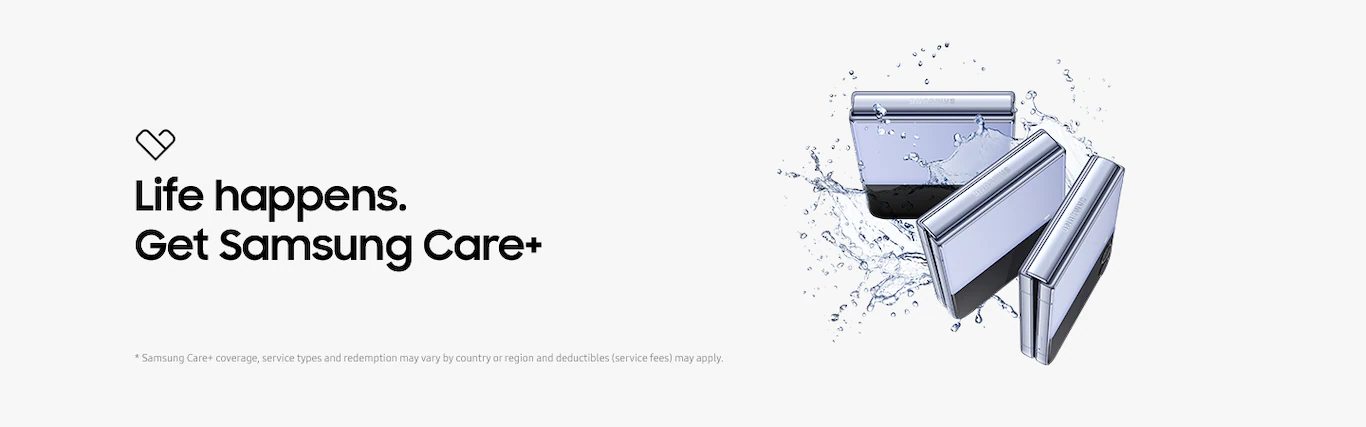 Life happens.
Get Samsung Care+
* Samsung Care+ coverage, service types and redemption may vary by country or region and deductibles (service fees) may apply.
SAMSUNG
SAMSUNG